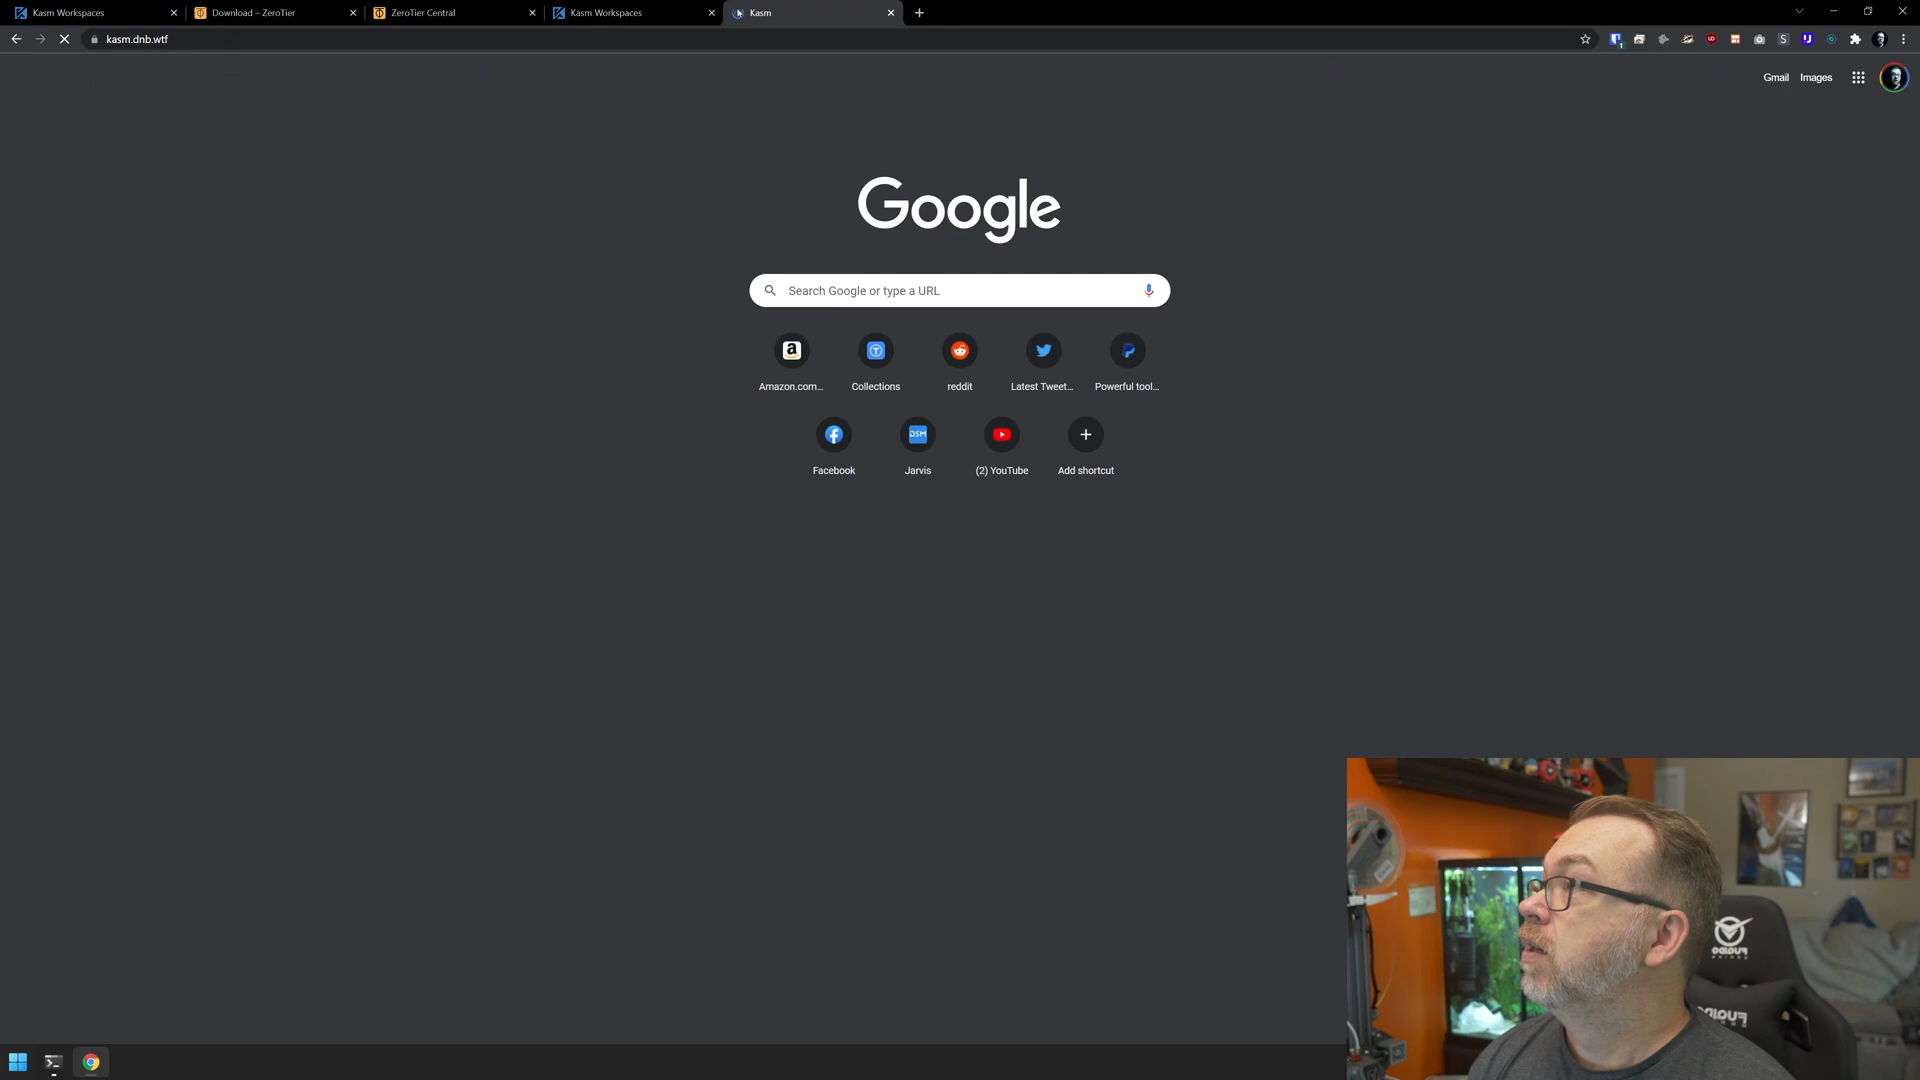 Kasm Workspaces
Download – ZeroTier
ZeroTier Central
Kasm Workspaces
Kasm
kasm.dnb.wtf
Gmail
Images
Google
Search Google or type a URL
Amazon.com...
Collections
reddit
Latest Tweet...
Powerful tool...
DSM
Facebook
Jarvis
(2) YouTube
Add shortcut